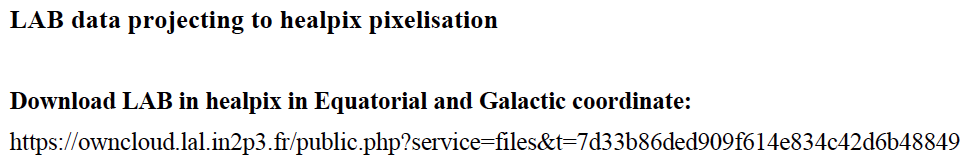 LAB data projecting to healpix pixelisation
Download LAB in healpix in Equatorial and Galactic coordinate:
https://owncloud.lal.in2p3.fr/public.php?service=files&t=7d33b86ded909f614e834c42d6b48849